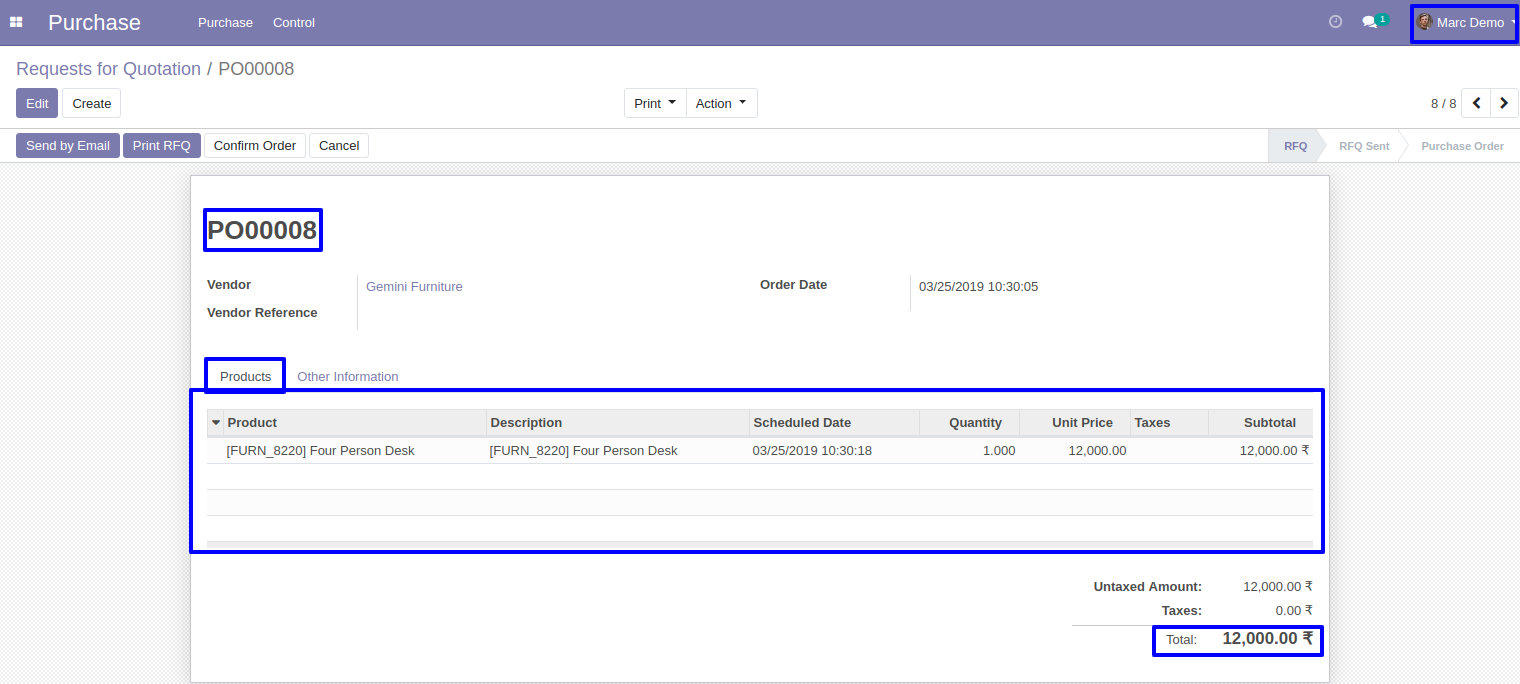 Purchase Purchase Control 1 Marc Demo
Requests for Quotation / PO00008
Edit Create Print Action 8 / 8
Send by Email Print RFQ Confirm Order Cancel RFQ RFQ Sent Purchase Order
PO00008
Vendor Gemini Furniture Order Date 03/25/2019 10:30:05
Vendor Reference
Products Other Information
Product Description Scheduled Date Quantity Unit Price Taxes Subtotal
[FURN_8220] Four Person Desk [FURN_8220] Four Person Desk 03/25/2019 10:30:18 1.000 12,000.00 12,000.00 ₹
Untaxed Amount: 12,000.00 ₹
Taxes: 0.00 ₹
Total: 12,000.00 ₹